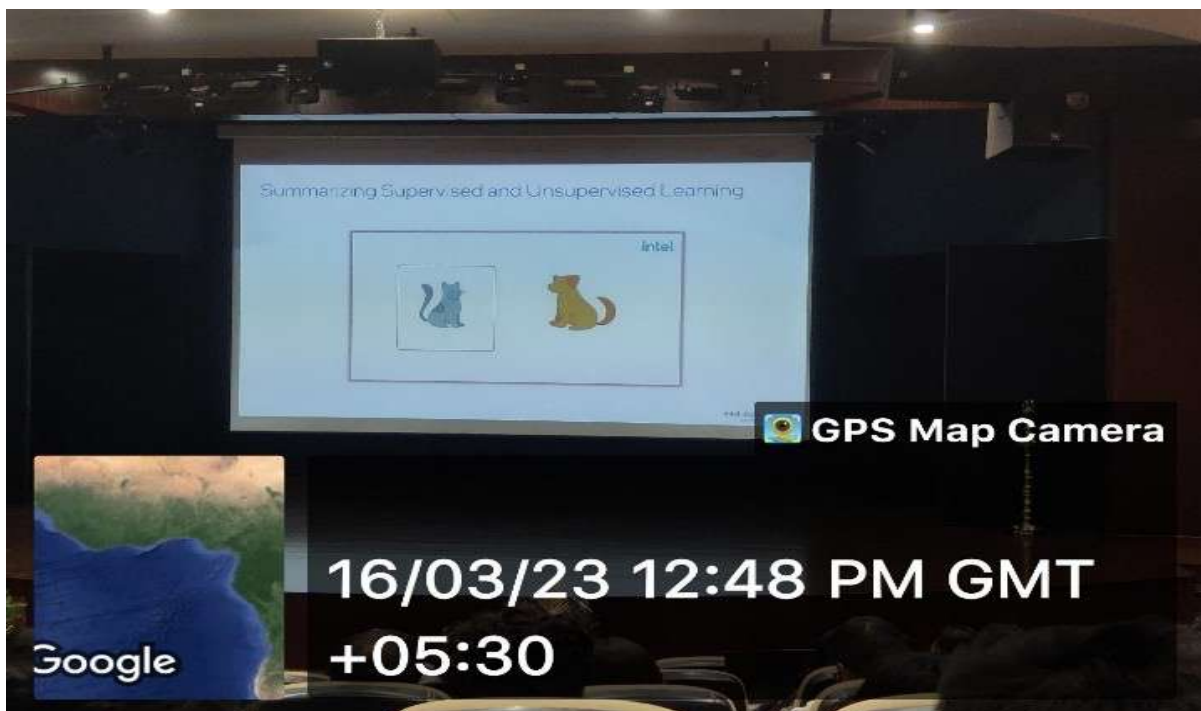 Summarizing Supervised and Unsupervised Learning
intel
GPS Map Camera
16/03/23 12:48 PM GMT
+05:30
Google